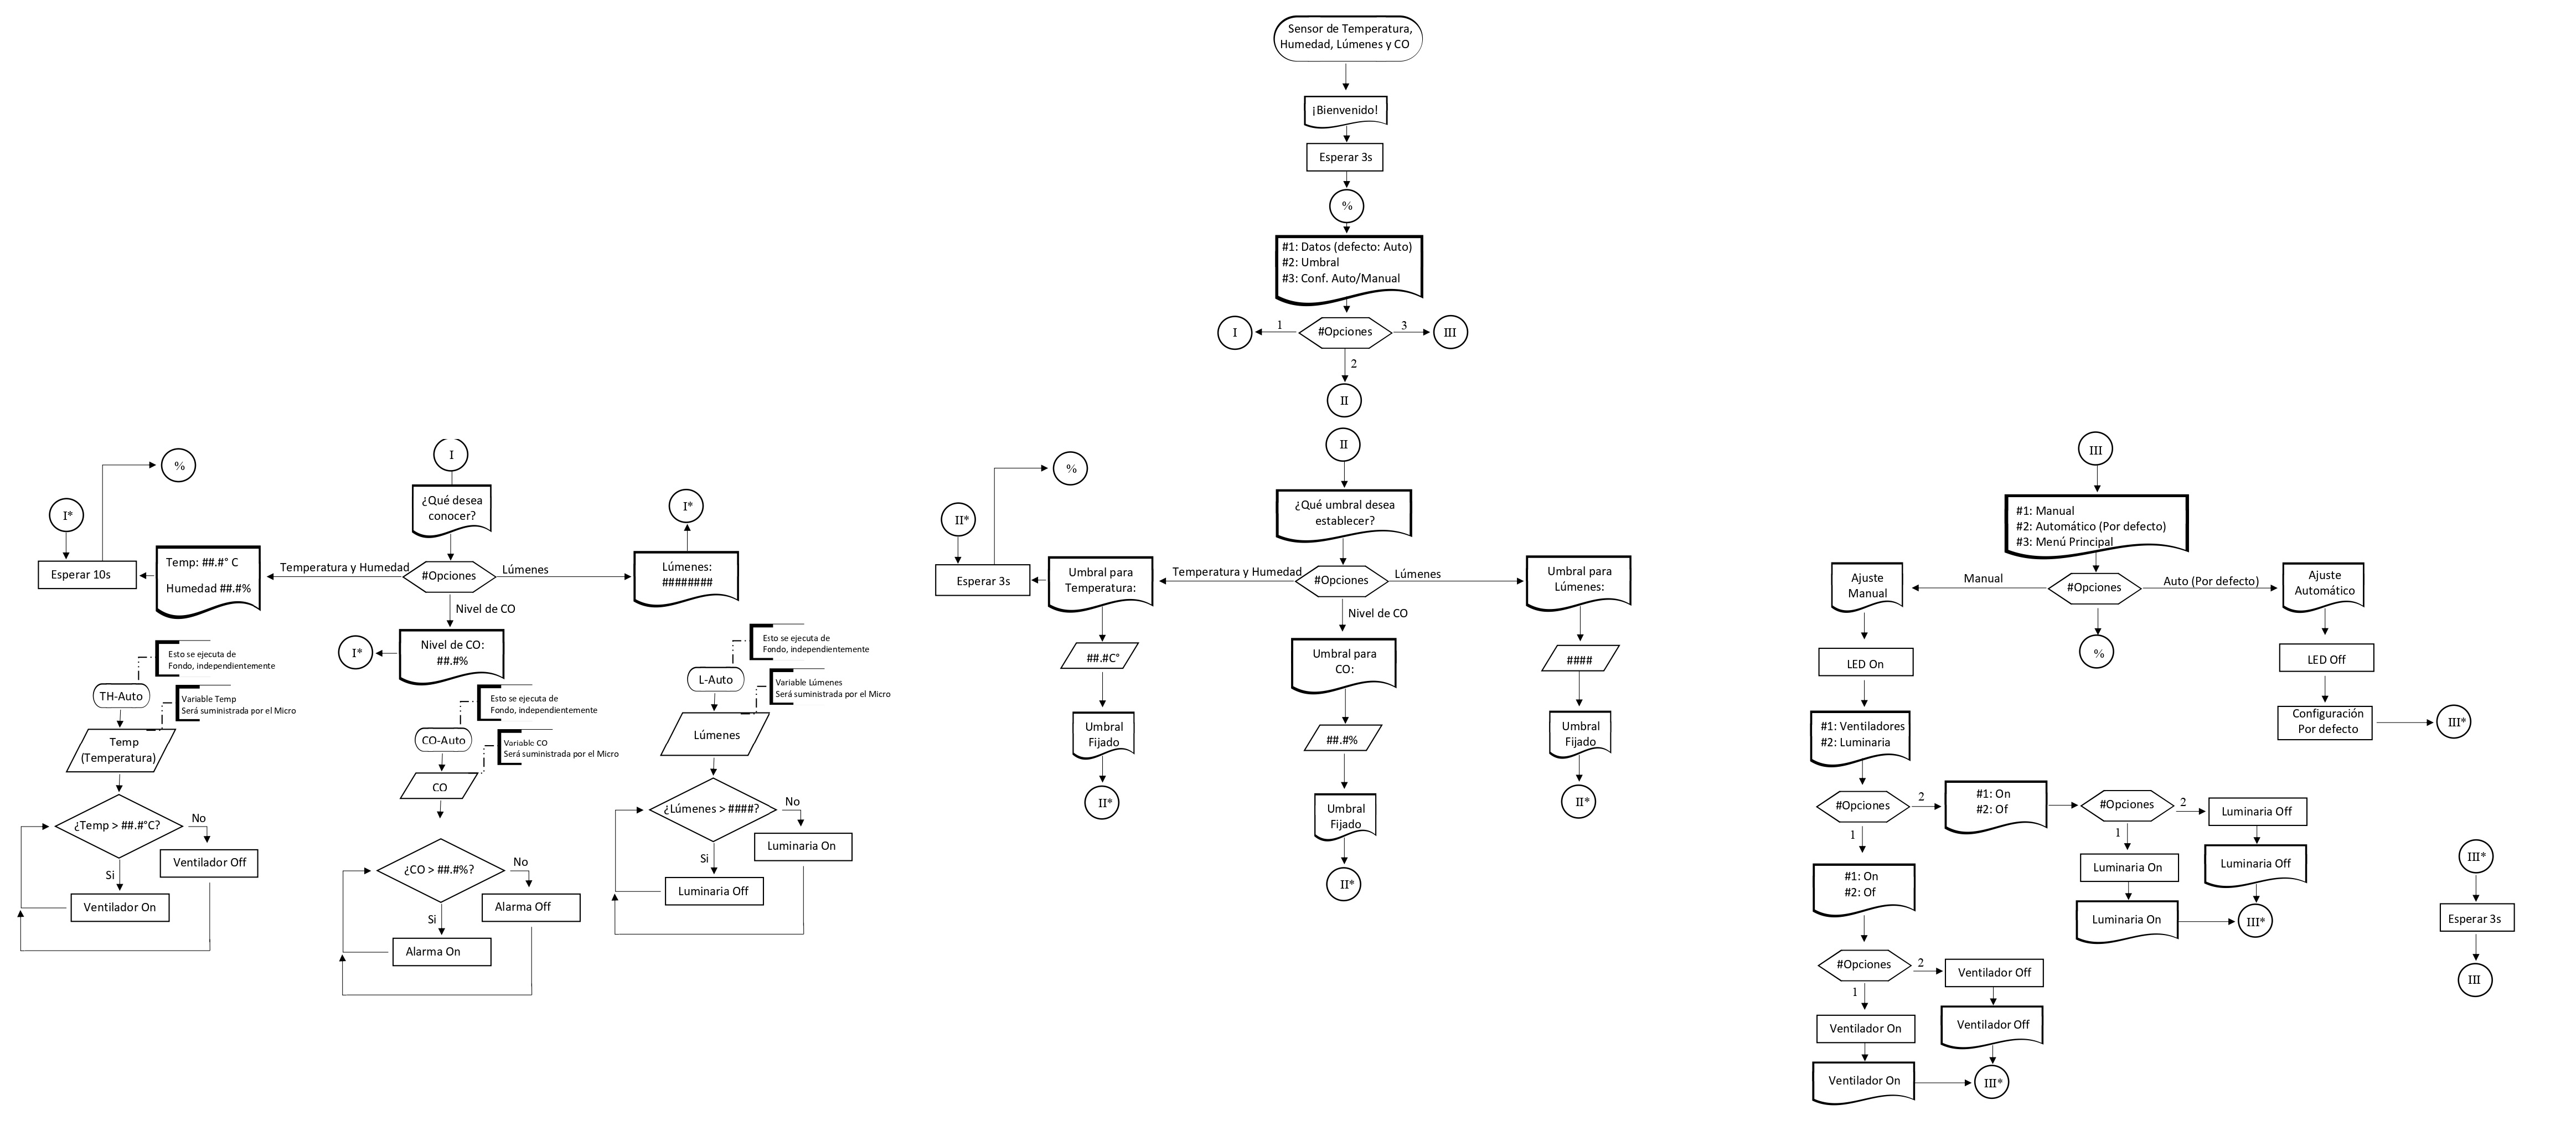 Sensor de Temperatura,
Humedad, Lúmenes y CO
¡Bienvenido!
Esperar 3s
%
#1: Datos (defecto: Auto)
#2: Umbral
#3: Conf. Auto/Manual
I
1
#Opciones
3
III
2
II
I
%
¿Qué desea
conocer?
I*
I*
Esperar 10s
Temp: ##.#° C
Humedad ##.#%
Temperatura y Humedad
#Opciones
Lúmenes
Lúmenes:
########
Nivel de CO
I*
Nivel de CO:
##.#%
Esto se ejecuta de
Fondo, independientemente
TH-Auto
Variable Temp
Será suministrada por el Micro
Temp
(Temperatura)
¿Temp > ##.#°C?
No
Ventilador Off
Si
Ventilador On
Esto se ejecuta de
Fondo, independientemente
CO-Auto
Variable CO
Será suministrada por el Micro
CO
¿CO > ##.#%?
No
Alarma Off
Si
Alarma On
Esto se ejecuta de
Fondo, independientemente
L-Auto
Variable Lúmenes
Será suministrada por el Micro
Lúmenes
¿Lúmenes > ####?
No
Luminaria On
Si
Luminaria Off
II
%
¿Qué umbral desea
establecer?
II*
Esperar 3s
Umbral para
Temperatura:
Temperatura y Humedad
#Opciones
Lúmenes
Umbral para
Lúmenes:
Nivel de CO
##.#C°
Umbral
Fijado
II*
Umbral para
CO:
##.#%
Umbral
Fijado
II*
####
Umbral
Fijado
II*
III
#1: Manual
#2: Automático (Por defecto)
#3: Menú Principal
Ajuste
Manual
Manual
#Opciones
Auto (Por defecto)
Ajuste
Automático
%
LED On
LED Off
Configuración
Por defecto
III*
#1: Ventiladores
#2: Luminaria
#Opciones
2
#1: On
#2: Of
#Opciones
2
Luminaria Off
1
Luminaria On
Luminaria Off
Luminaria On
III*
1
#1: On
#2: Of
#Opciones
2
Ventilador Off
1
Ventilador On
Ventilador Off
Ventilador On
III*
III*
Esperar 3s
III